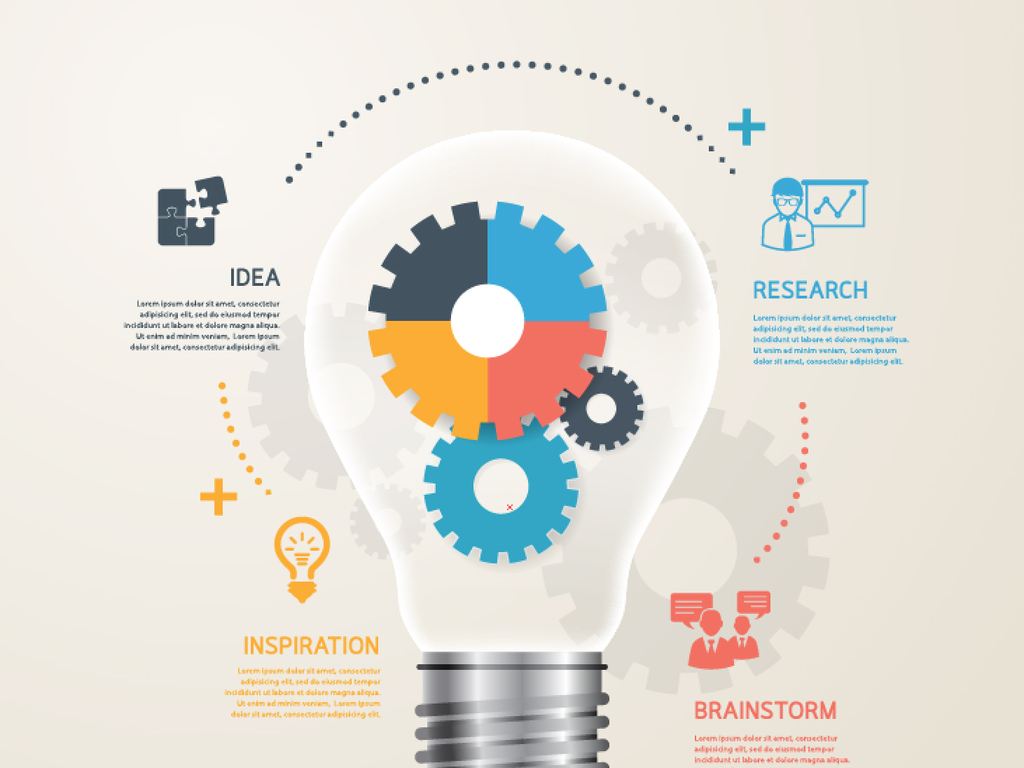 IDEA
Lorem ipsum dolor sit amet, consectetur
adipisicing elit, sed do eiusmod tempor
incididunt ut labore et dolore magna aliqua.
Ut enim ad minim veniam, Lorem ipsum
dolor sit amet, consectetur adipisicing elit.
RESEARCH
Lorem ipsum dolor sit amet, consectetur
adipisicing elit, sed do eiusmod tempor
incididunt ut labore et dolore magna aliqua.
Ut enim ad minim veniam, Lorem ipsum
dolor sit amet, consectetur adipisicing elit.
INSPIRATION
Lorem ipsum dolor sit amet, consectetur
adipisicing elit, sed do eiusmod tempor
incididunt ut labore et dolore magna aliqua.
Ut enim ad minim veniam, Lorem ipsum
dolor sit amet, consectetur adipisicing elit.
BRAINSTORM
Lorem ipsum dolor sit amet, consectetur
adipisicing elit, sed do eiusmod tempor
incididunt ut labore et dolore magna aliqua.